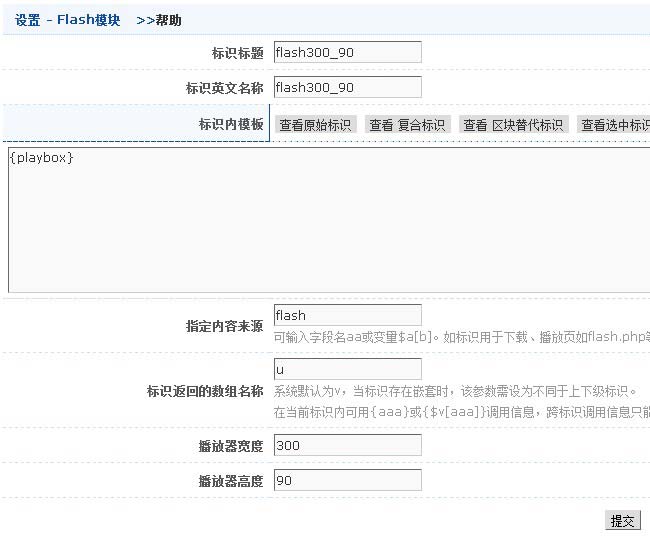 设置 - Flash模块 >>帮助
标识标题 flash300_90
标识英文名称 flash300_90
标识内模板 查看原始标识 查看 复合标识 查看 区块替代标识 查看选中标识
{playbox}
指定内容来源 flash
可输入字段名aa或变量$a[b]。如标识用于下载、播放页如flash.php等
标识返回的数组名称 u
系统默认为v，当标识存在嵌套时，该参数需设为不同于上下级标识。
在当前标识内可用{aaa}或{$v[aaa]}调用信息，跨标识调用信息只能
播放器宽度 300
播放器高度 90
提交